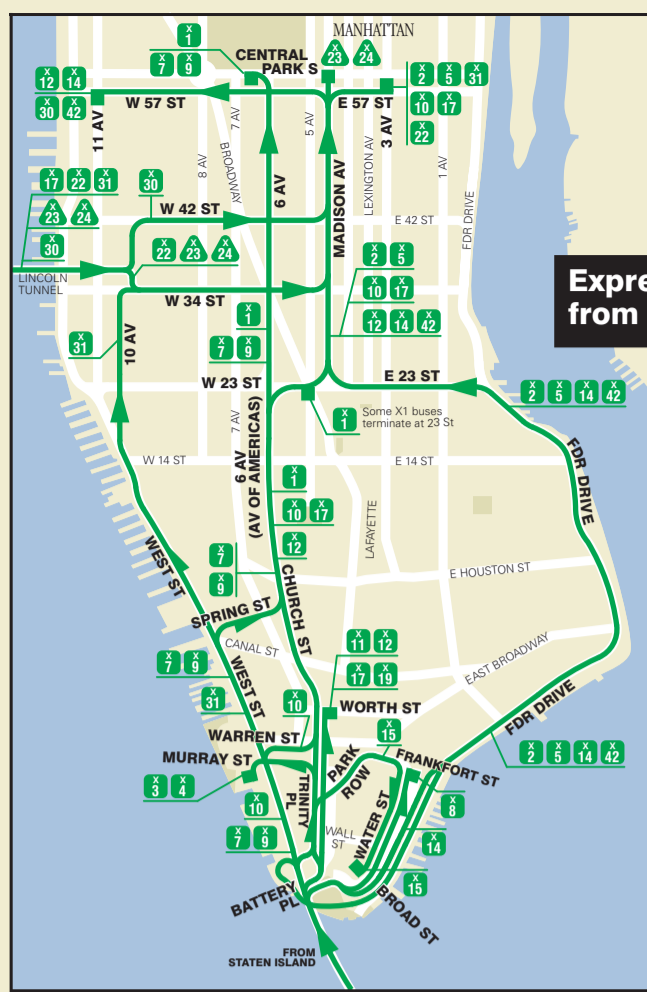 MANHATTAN
X 1
X 7 X 9
CENTRAL
PARK S
X 23 X 24
X 12 X 14
X 30 X 42
W 57 ST
E 57 ST
X 2 X 5 X 31
X 10 X 17
X 22
11 AV
8 AV
7 AV
BROADWAY
6 AV
5 AV
MADISON AV
LEXINGTON AV
3 AV
1 AV
FDR DRIVE
X 17 X 22 X 31
X 23 X 24
X 30
X 30
W 42 ST
E 42 ST
LINCOLN
TUNNEL
X 22 X 23 X 24
W 34 ST
X 2 X 5
X 10 X 17
X 12 X 14 X 42
Expre
from
X 1
X 7 X 9
X 31
10 AV
W 23 ST
E 23 ST
X 2 X 5 X 14 X 42
X 1
Some X1 buses
terminate at 23 St
7 AV
6 AV
(AV OF AMERICAS)
W 14 ST
E 14 ST
FDR DRIVE
X 1
X 10 X 17
X 12
LAFAYETTE
WEST ST
X 7
X 9
CHURCH ST
E HOUSTON ST
SPRING ST
CANAL ST
EAST BROADWAY
X 7 X 9
X 31
WEST ST
X 11 X 12
X 17 X 19
WORTH ST
X 10
WARREN ST
X 15
FDR DRIVE
X 2 X 5 X 14 X 42
MURRAY ST
PARK
ROW
FRANKFORT ST
X 3 X 4
TRINITY
PL
X 8
X 10
WALL
ST
WATER ST
X 14
X 7 X 9
X 15
BATTERY
PL
BROAD ST
FROM
STATEN ISLAND